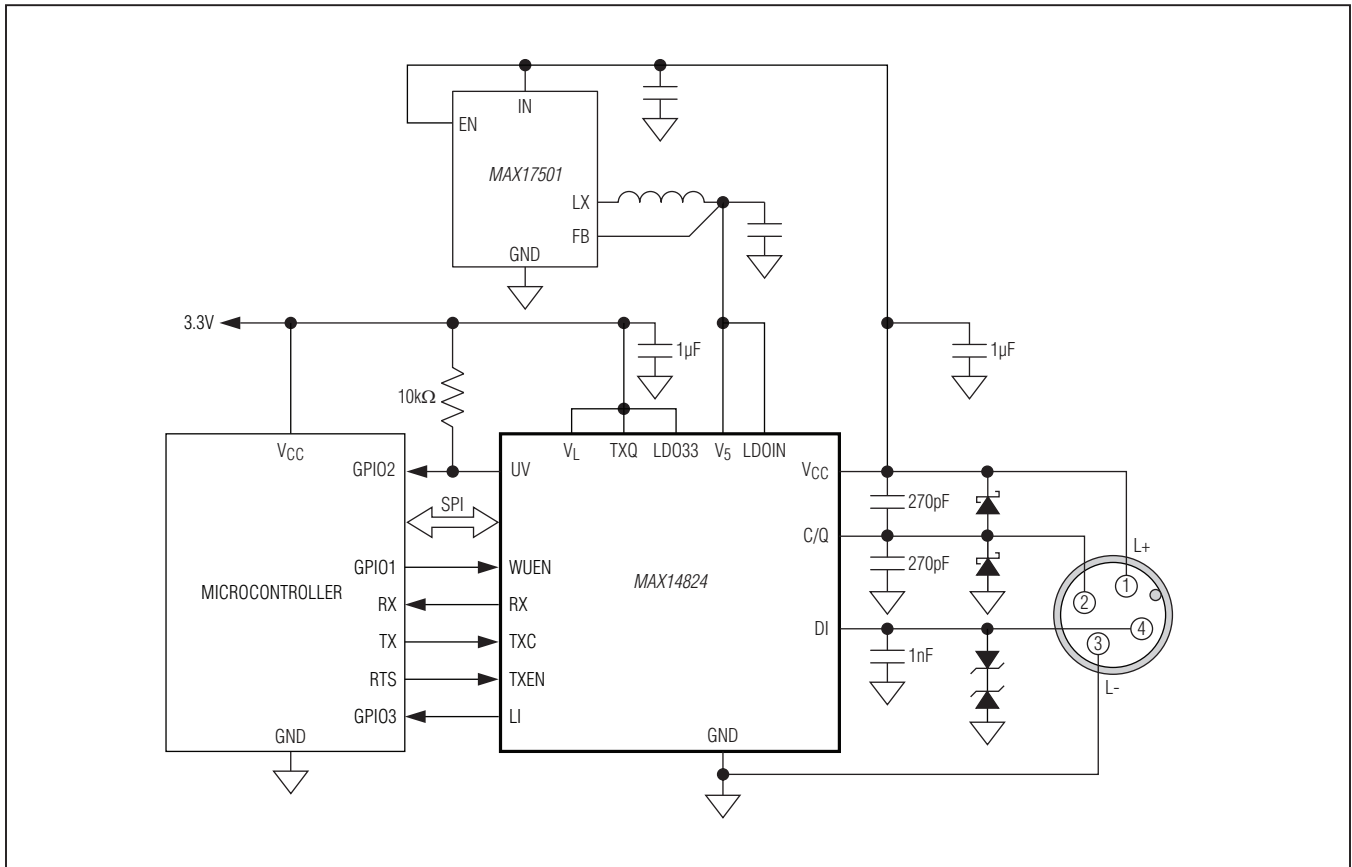 IN
EN
MAX17501
LX
FB
GND
3.3V
1µF
1µF
10kΩ
VCC
VL TXQ LDO33 V5 LDOIN
GPIO2
UV
VCC
SPI
270pF
C/Q
L+
GPIO1
WUEN
270pF
MICROCONTROLLER
MAX14824
1
2
RX
RX
TX
TXC
DI
4
3
1nF
RTS
TXEN
L-
GPIO3
LI
GND
GND